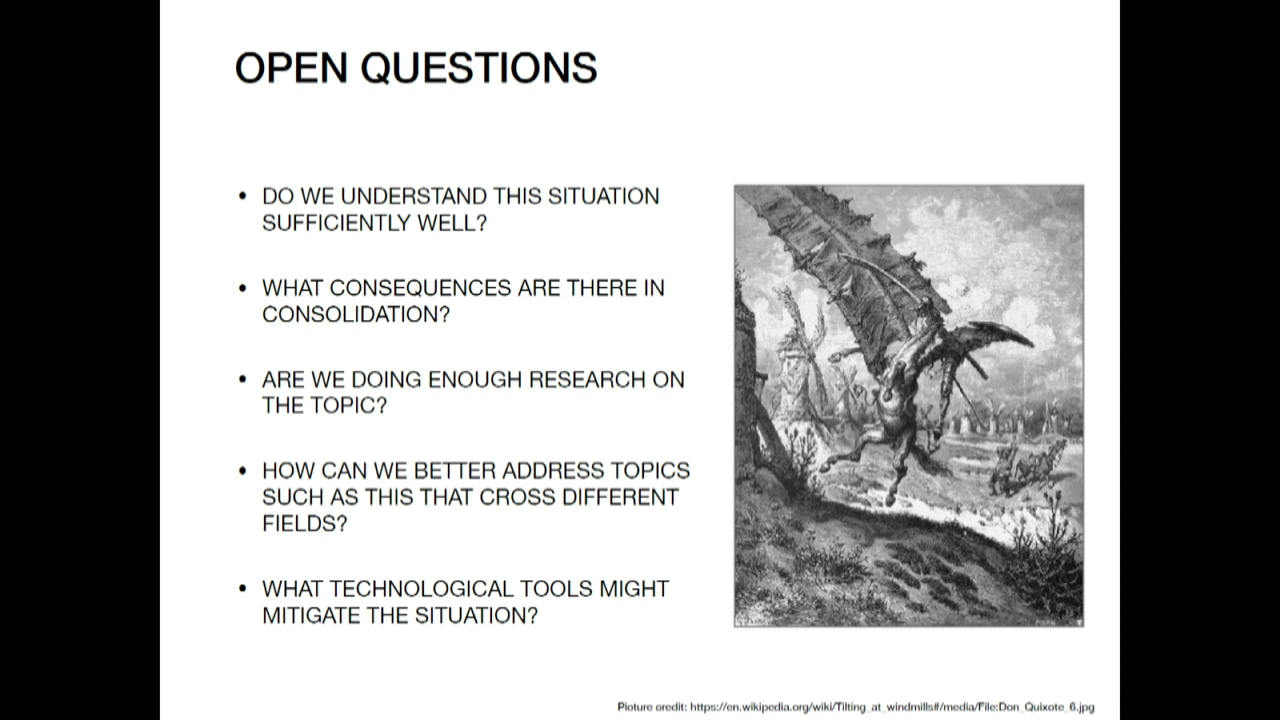 OPEN QUESTIONS
• DO WE UNDERSTAND THIS SITUATION
SUFFICIENTLY WELL?
• WHAT CONSEQUENCES ARE THERE IN
CONSOLIDATION?
• ARE WE DOING ENOUGH RESEARCH ON
THE TOPIC?
• HOW CAN WE BETTER ADDRESS TOPICS
SUCH AS THIS THAT CROSS DIFFERENT
FIELDS?
• WHAT TECHNOLOGICAL TOOLS MIGHT
MITIGATE THE SITUATION?
Picture credit: https://en.wikipedia.org/wiki/Tilting_at_windmills#/media/File:Don_Quixote_6.jpg